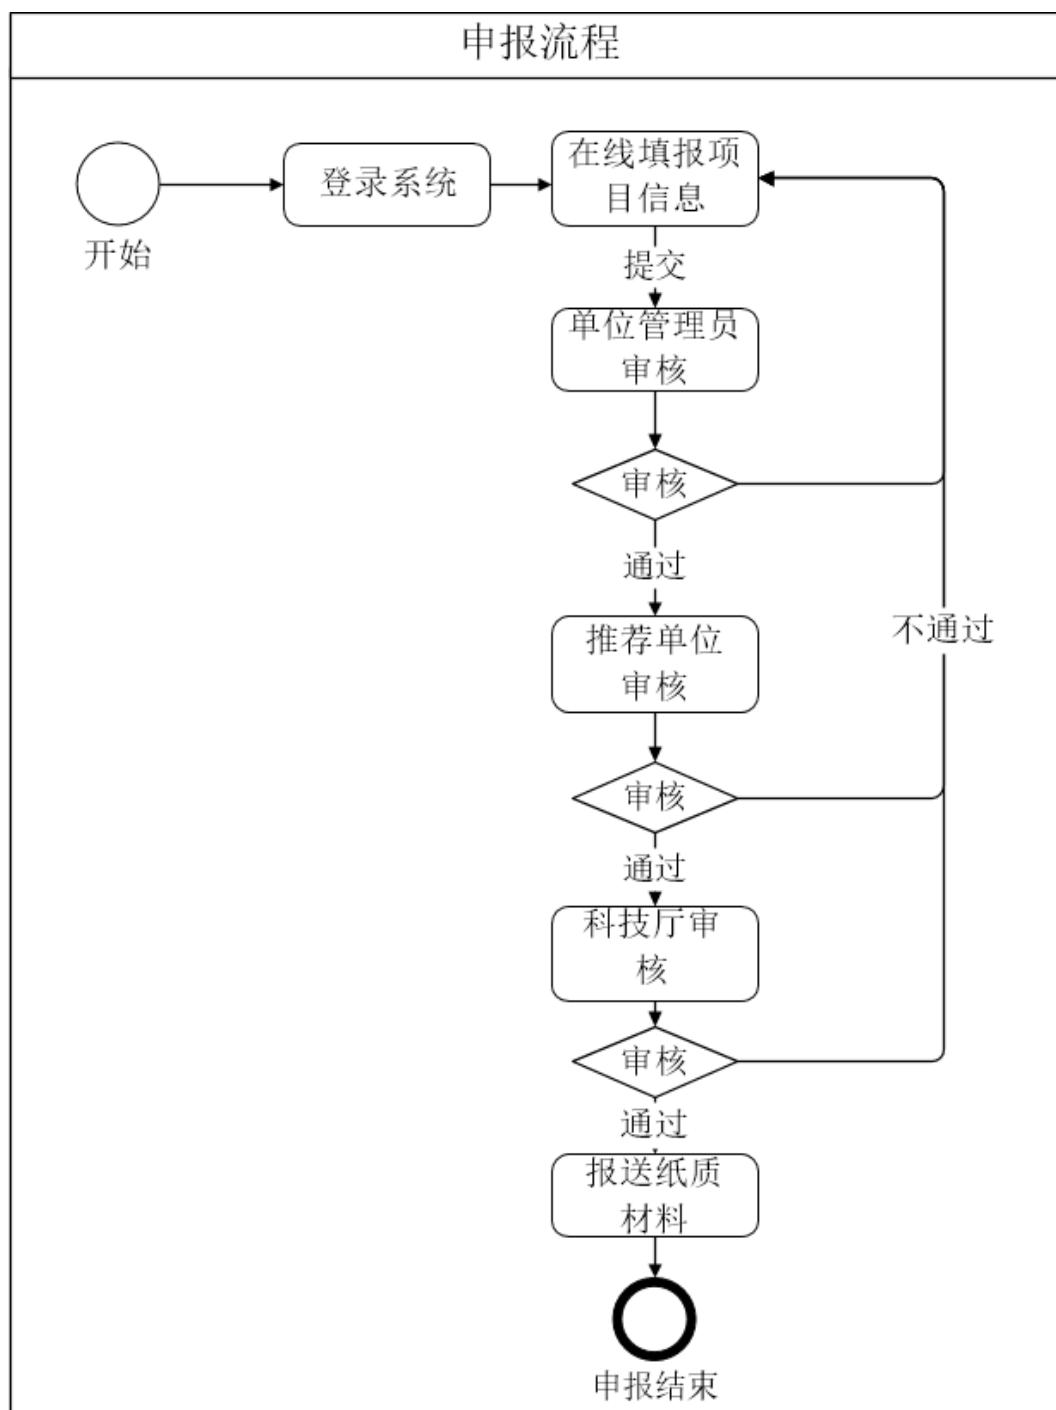 申报流程
开始
登录系统
在线填报项
目信息
提交
单位管理员
审核
审核
通过
不通过
推荐单位
审核
审核
通过
科技厅审
核
审核
通过
报送纸质
材料
申报结束